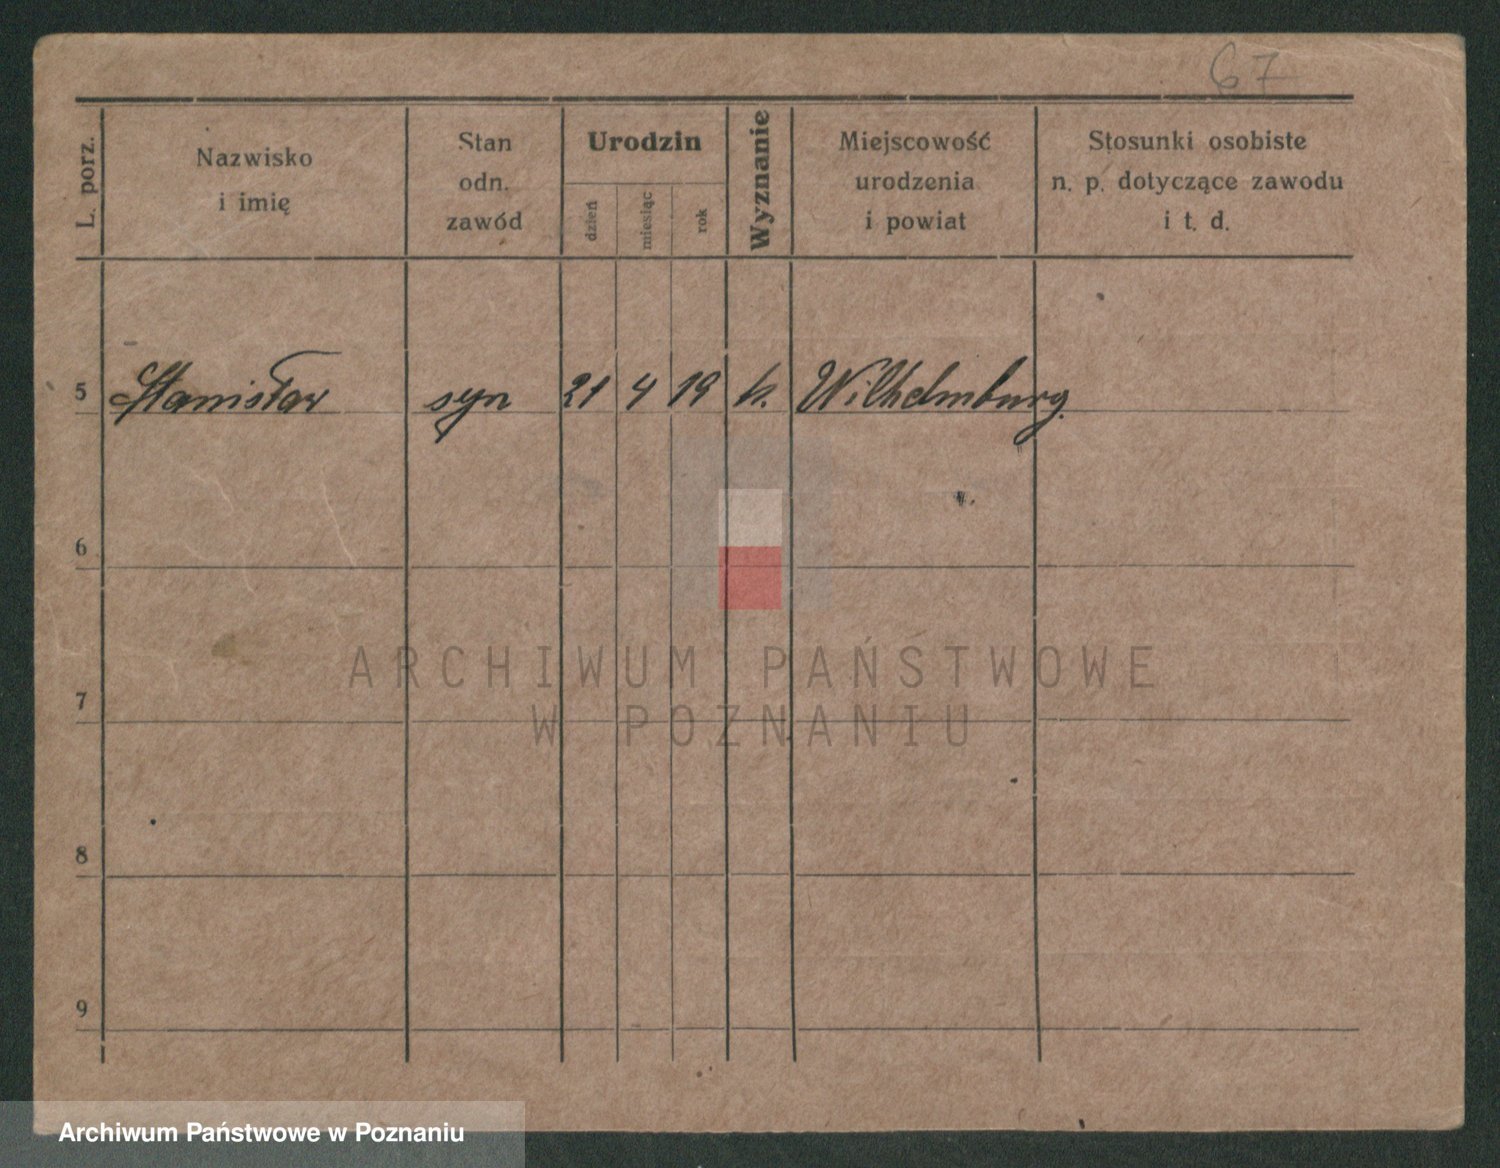 67
L. porz.
Nazwisko
i imię
Stan
odn.
zawód
Urodzin
dzień
miesiąc
rok
Wyznanie
Miejscowość
urodzenia
i powiat
Stosunki osobiste
n. p. dotyczące zawodu
i t. d.
5 Stanisław syn 21 4 19 k. Wilhelmburg.
6
7
8
9
ARCHIWUM PAŃSTWOWE
W POZNANIU
Archiwum Państwowe w Poznaniu